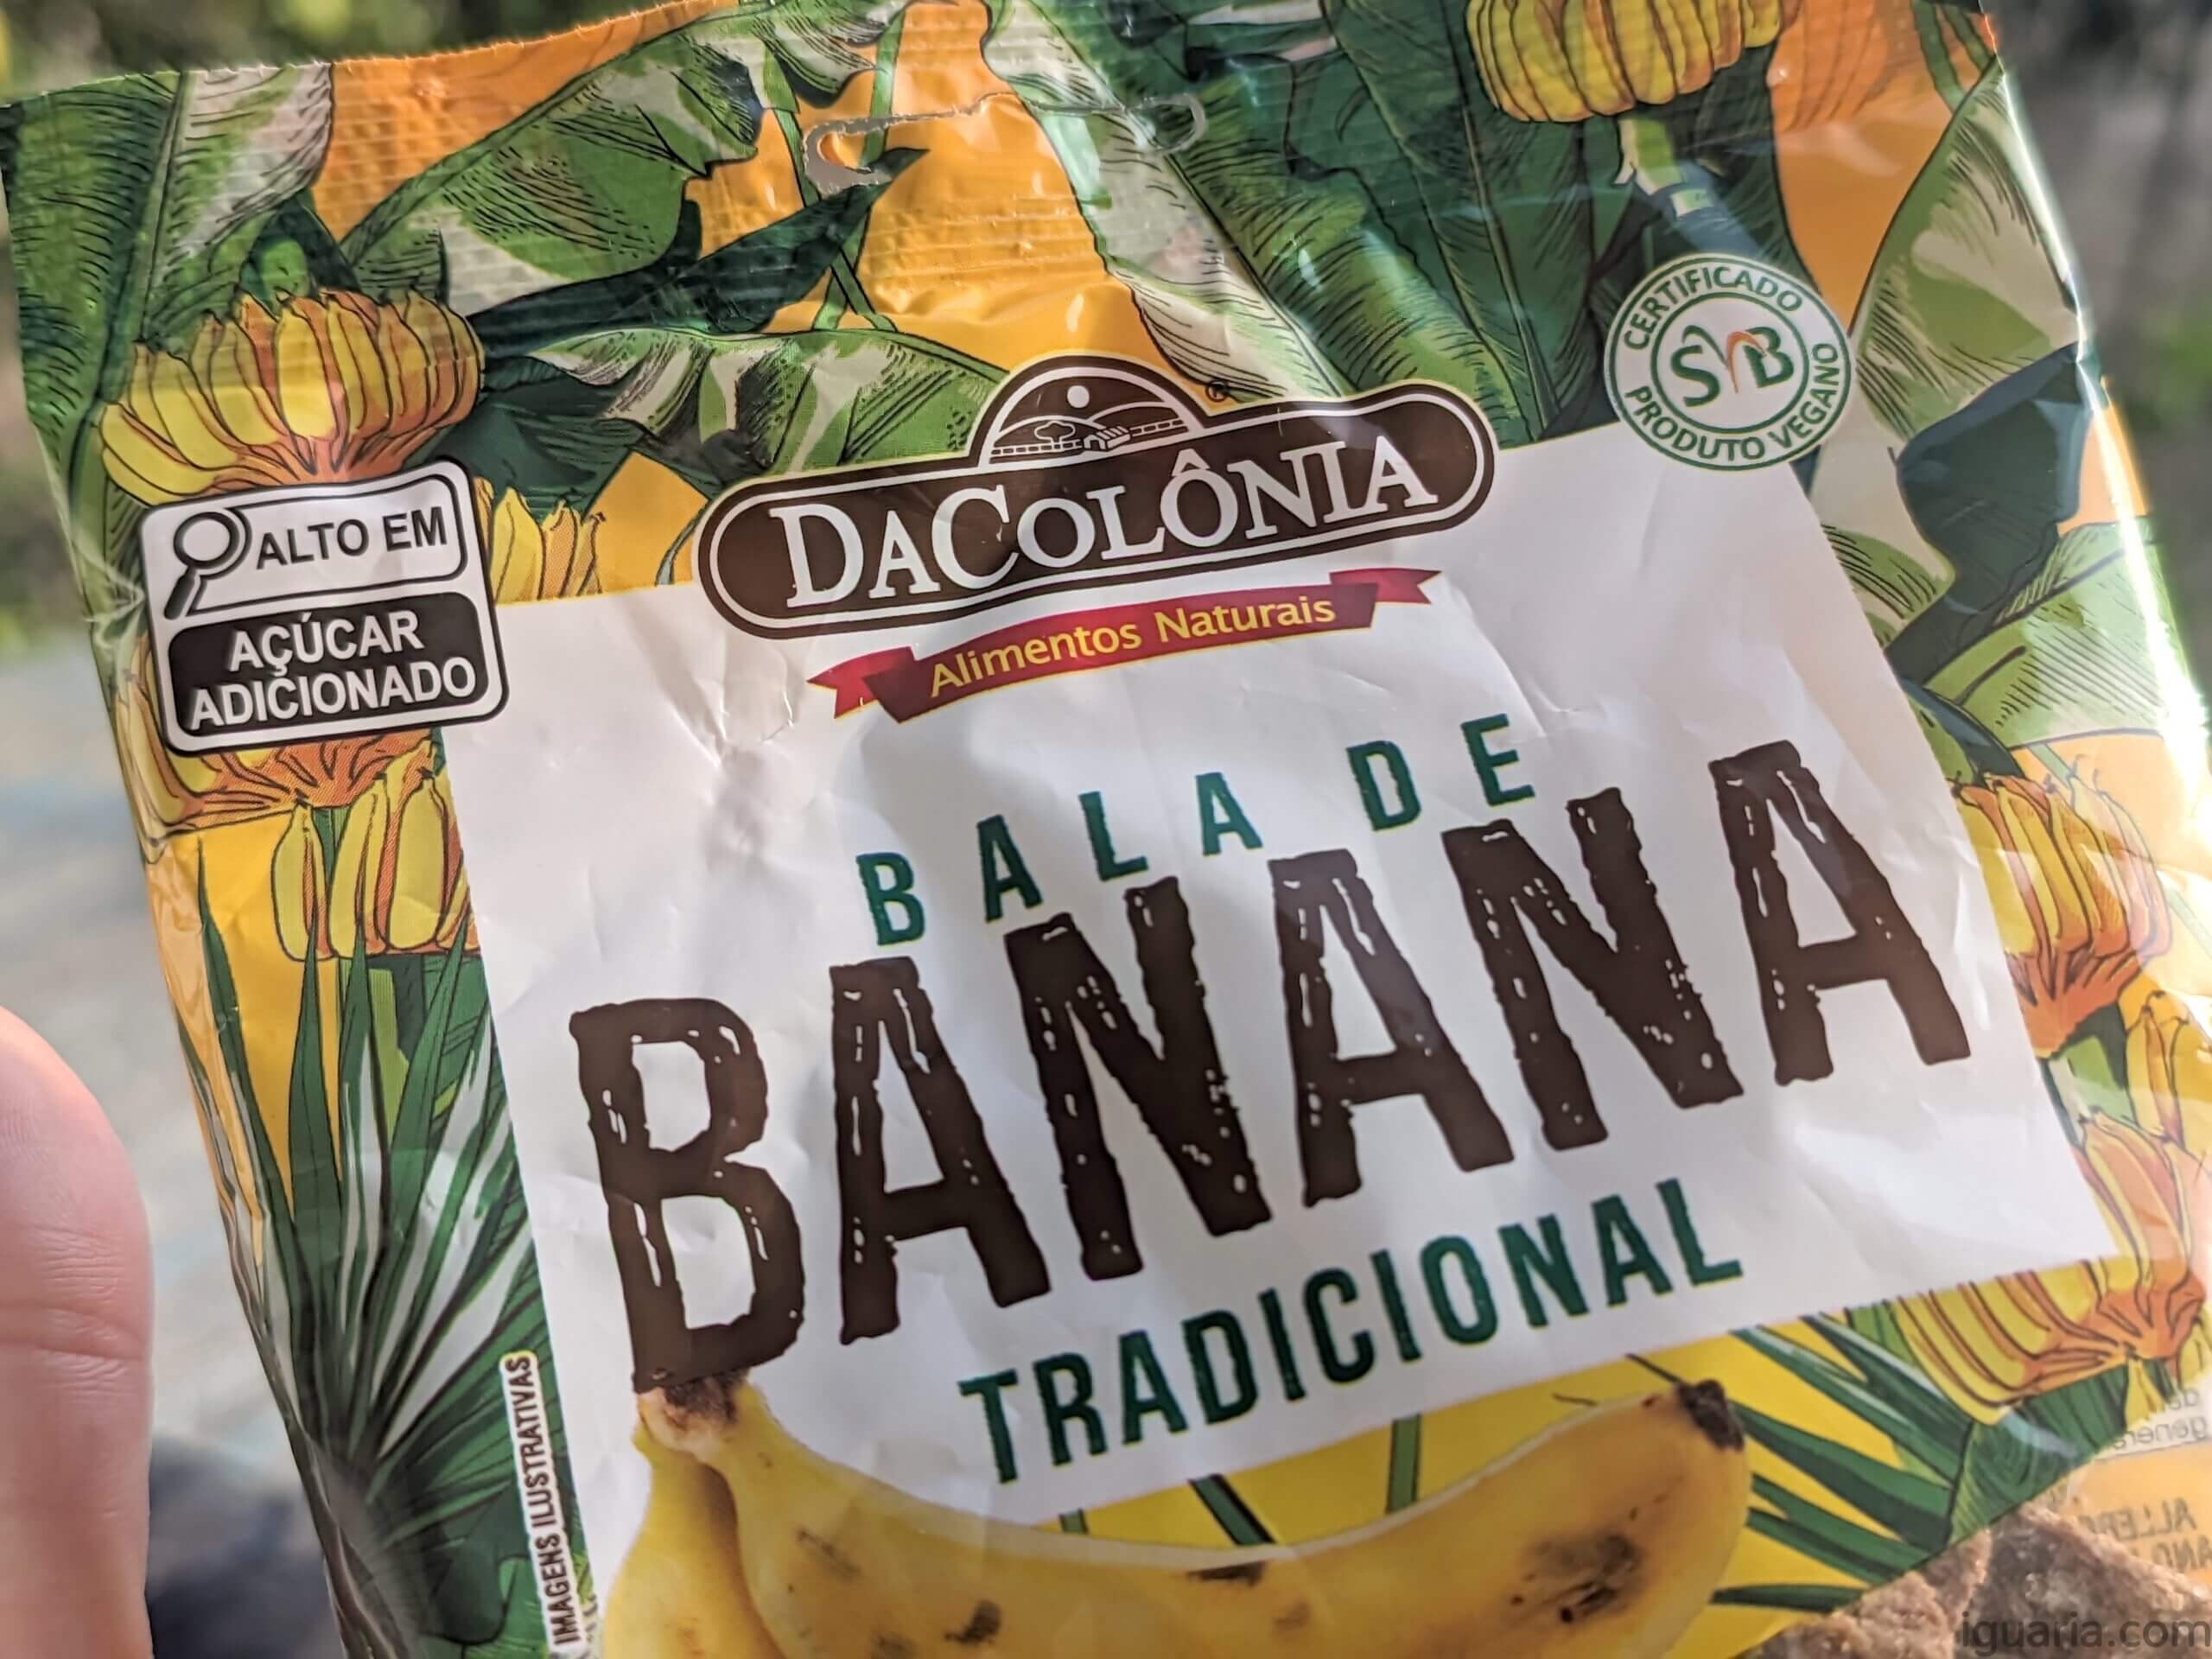 CERTIFICADO
SVB
PRODUTO VEGANO
®
DACOLÔNIA
Alimentos Naturais
ALTO EM
AÇÚCAR
ADICIONADO
BALA DE
BANANA
TRADICIONAL
IMAGENS ILUSTRATIVAS
iguaria.com